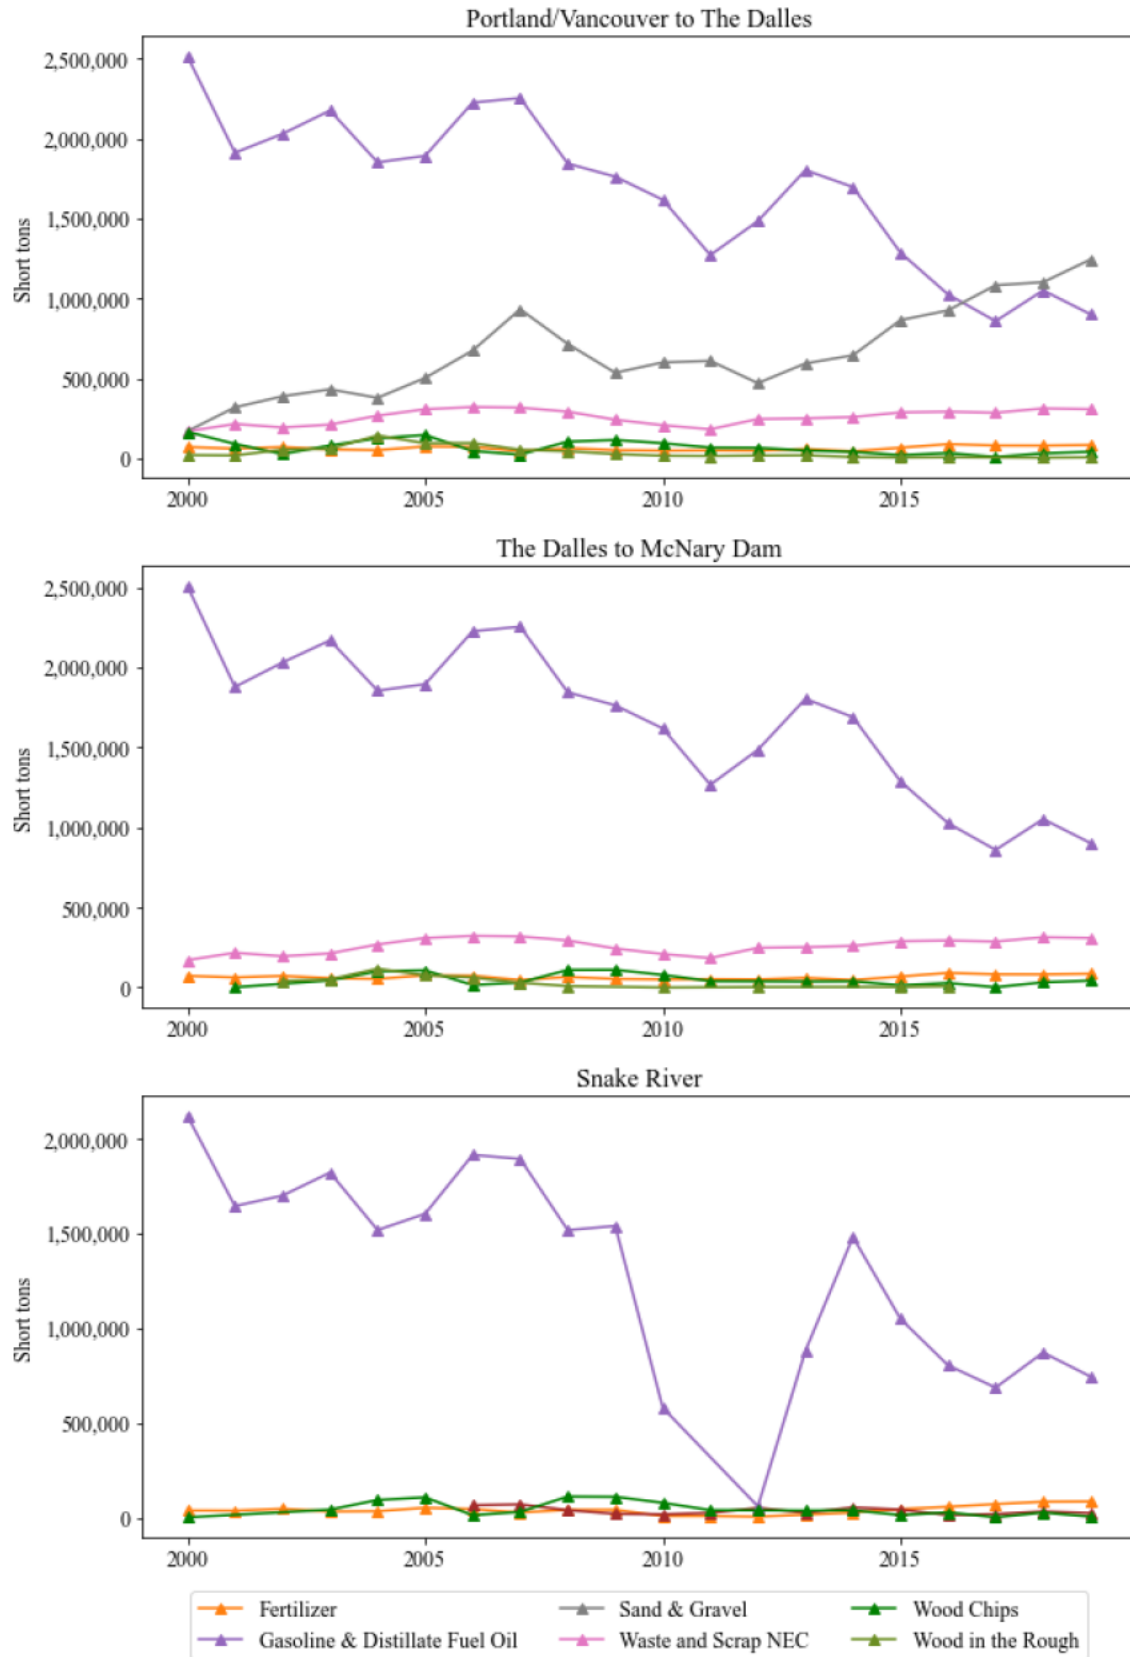 Portland/Vancouver to The Dalles
2,500,000
2,000,000
1,500,000
1,000,000
500,000
0
Short tons
2000 2005 2010 2015
The Dalles to McNary Dam
2,500,000
2,000,000
1,500,000
1,000,000
500,000
0
Short tons
2000 2005 2010 2015
Snake River
2,000,000
1,500,000
1,000,000
500,000
0
Short tons
2000 2005 2010 2015
Fertilizer Sand & Gravel Wood Chips
Gasoline & Distillate Fuel Oil Waste and Scrap NEC Wood in the Rough